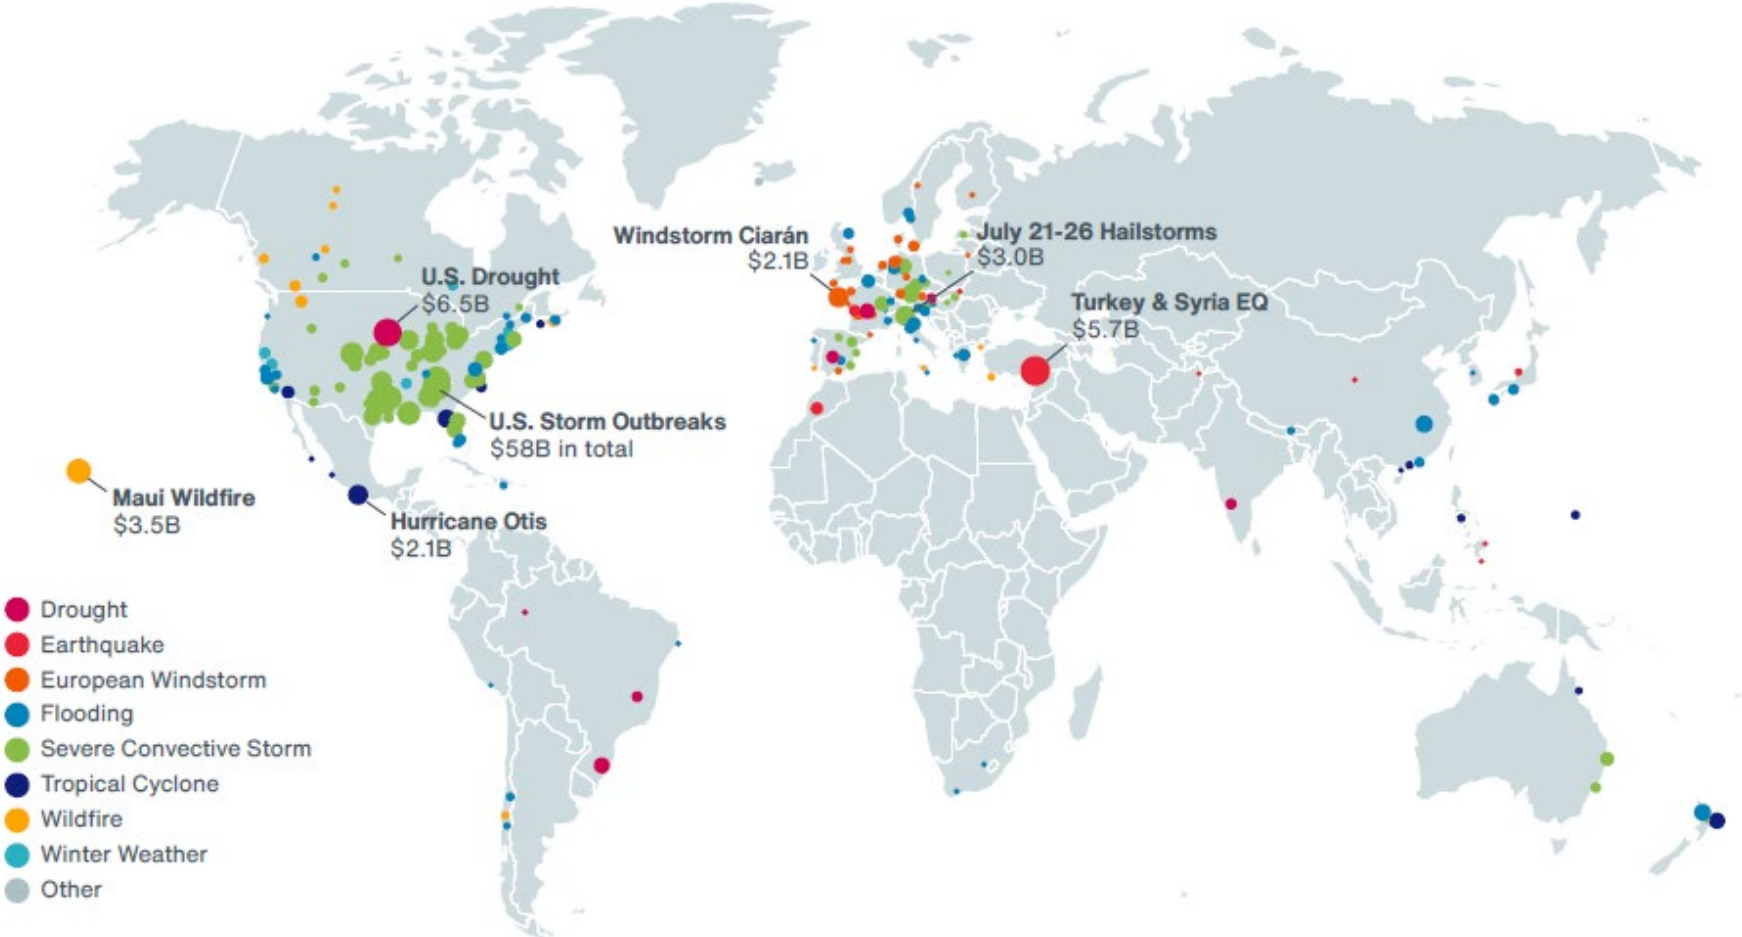 Windstorm Ciarán
$2.1B
July 21-26 Hailstorms
$3.0B
U.S. Drought
$6.5B
Turkey & Syria EQ
$5.7B
U.S. Storm Outbreaks
$58B in total
Maui Wildfire
$3.5B
Hurricane Otis
$2.1B
Drought
Earthquake
European Windstorm
Flooding
Severe Convective Storm
Tropical Cyclone
Wildfire
Winter Weather
Other